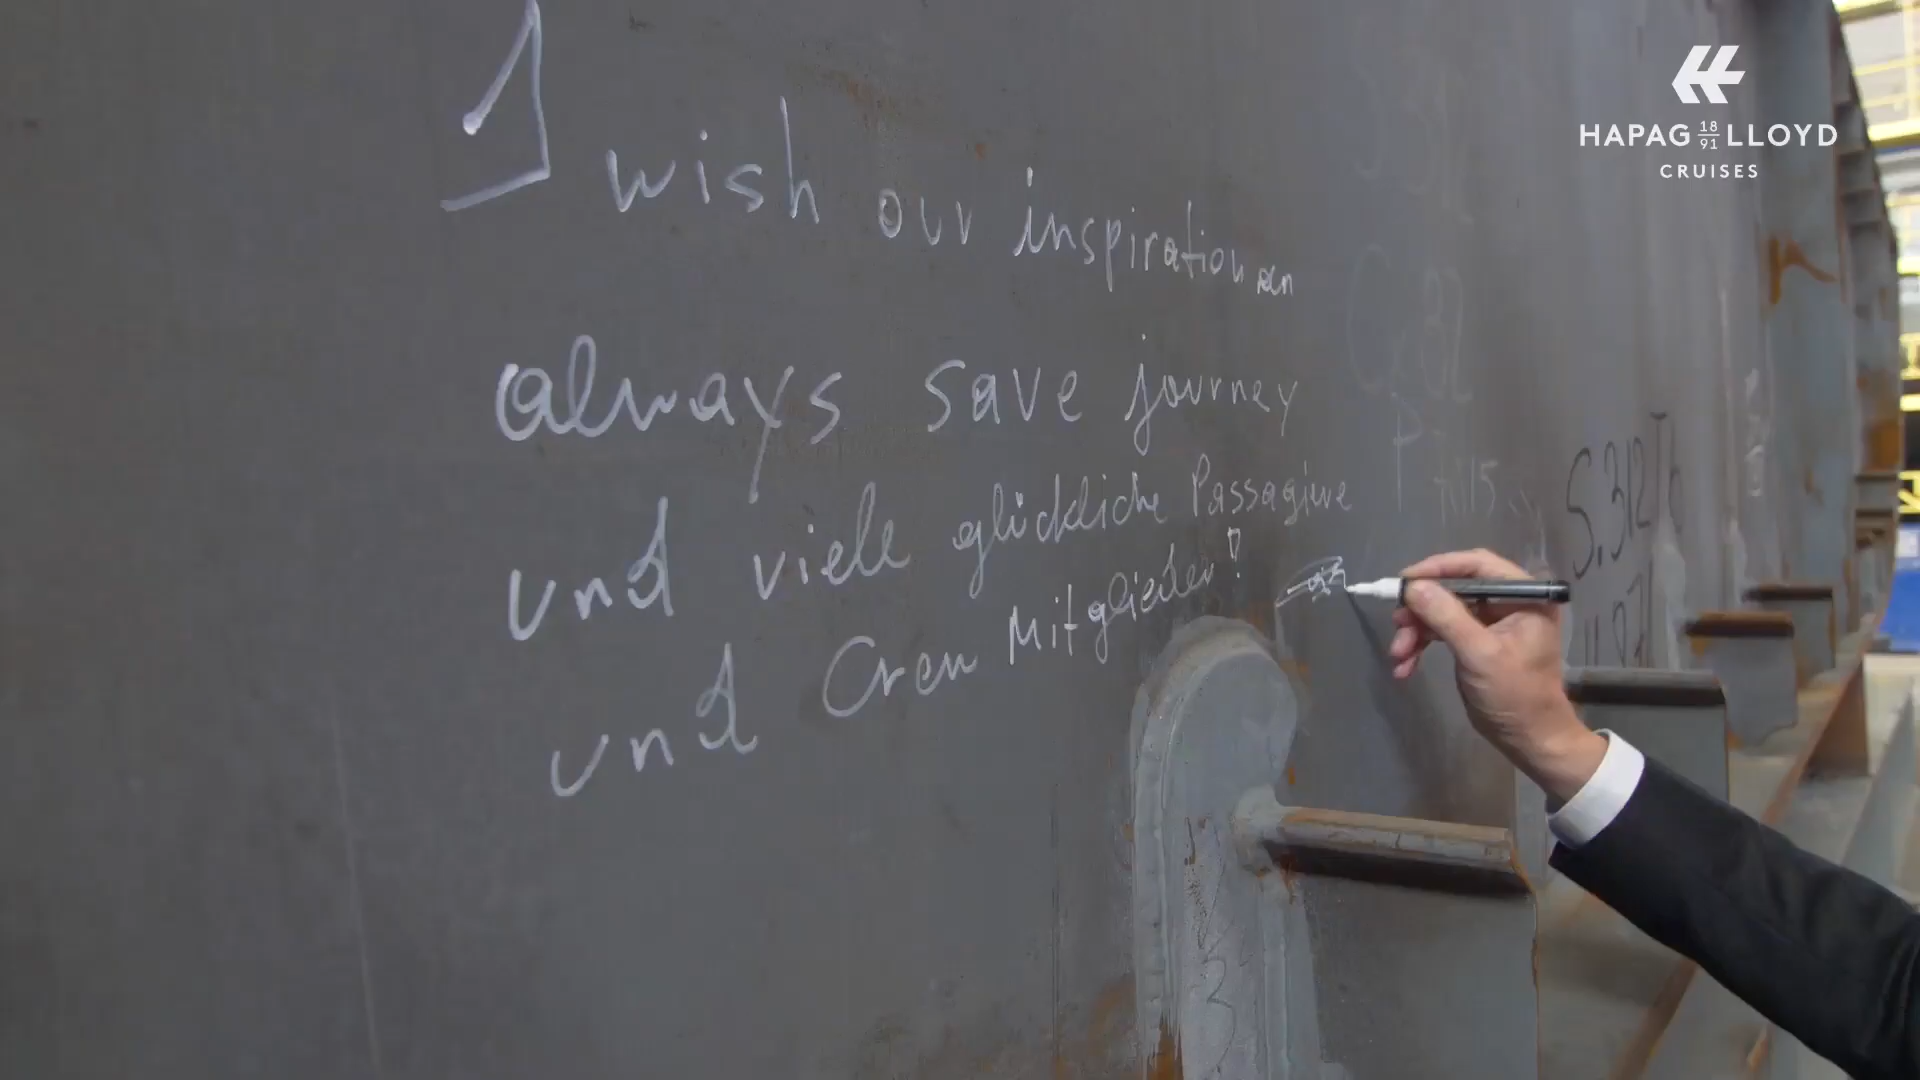 HAPAG 18 91 LLOYD
CRUISES
I wish our inspiration an
always save journey
und viele glückliche Passagiere
und Crew Mitglieder!
S.312